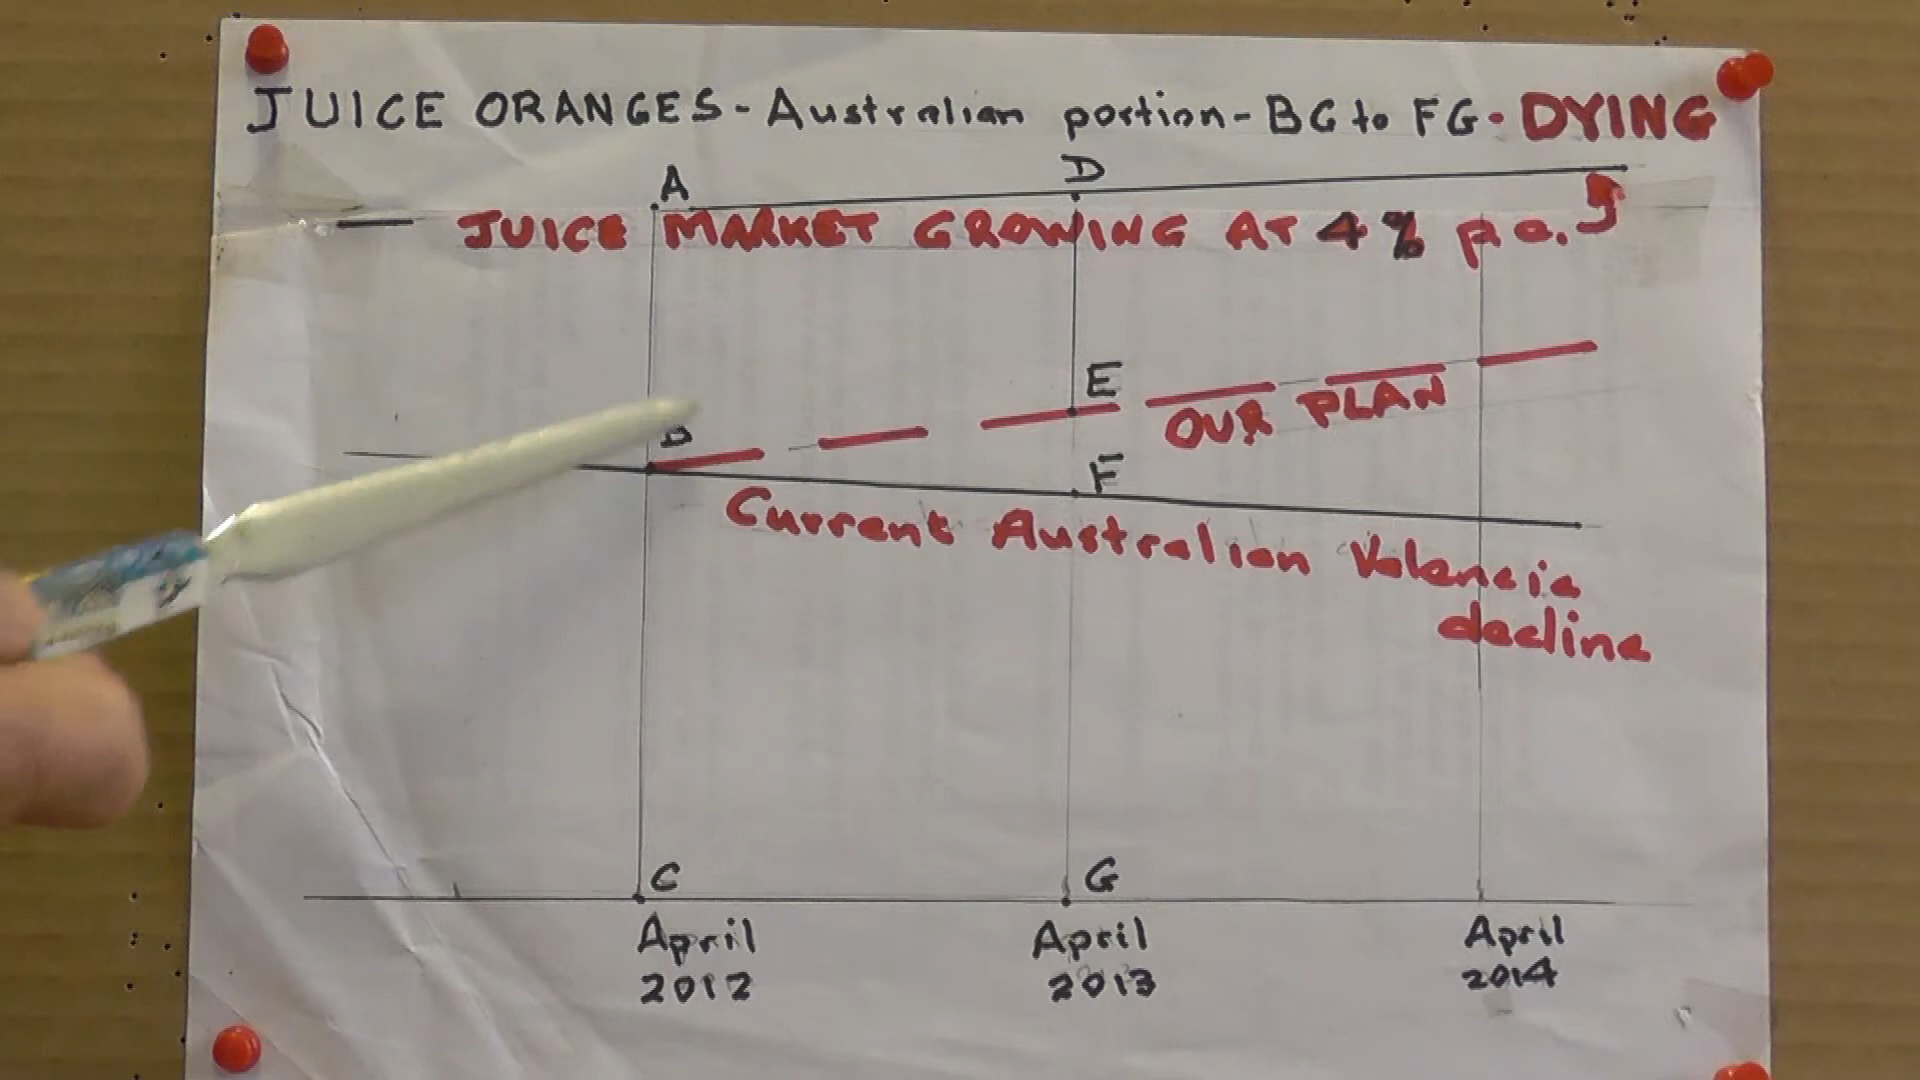 JUICE ORANGES - Australian portion - BC to FG - DYING
A
D
JUICE MARKET GROWING AT 4% p.a.
E
B
OUR PLAN
F
Current Australian Valencia
decline
C
G
April
2012
April
2013
April
2014